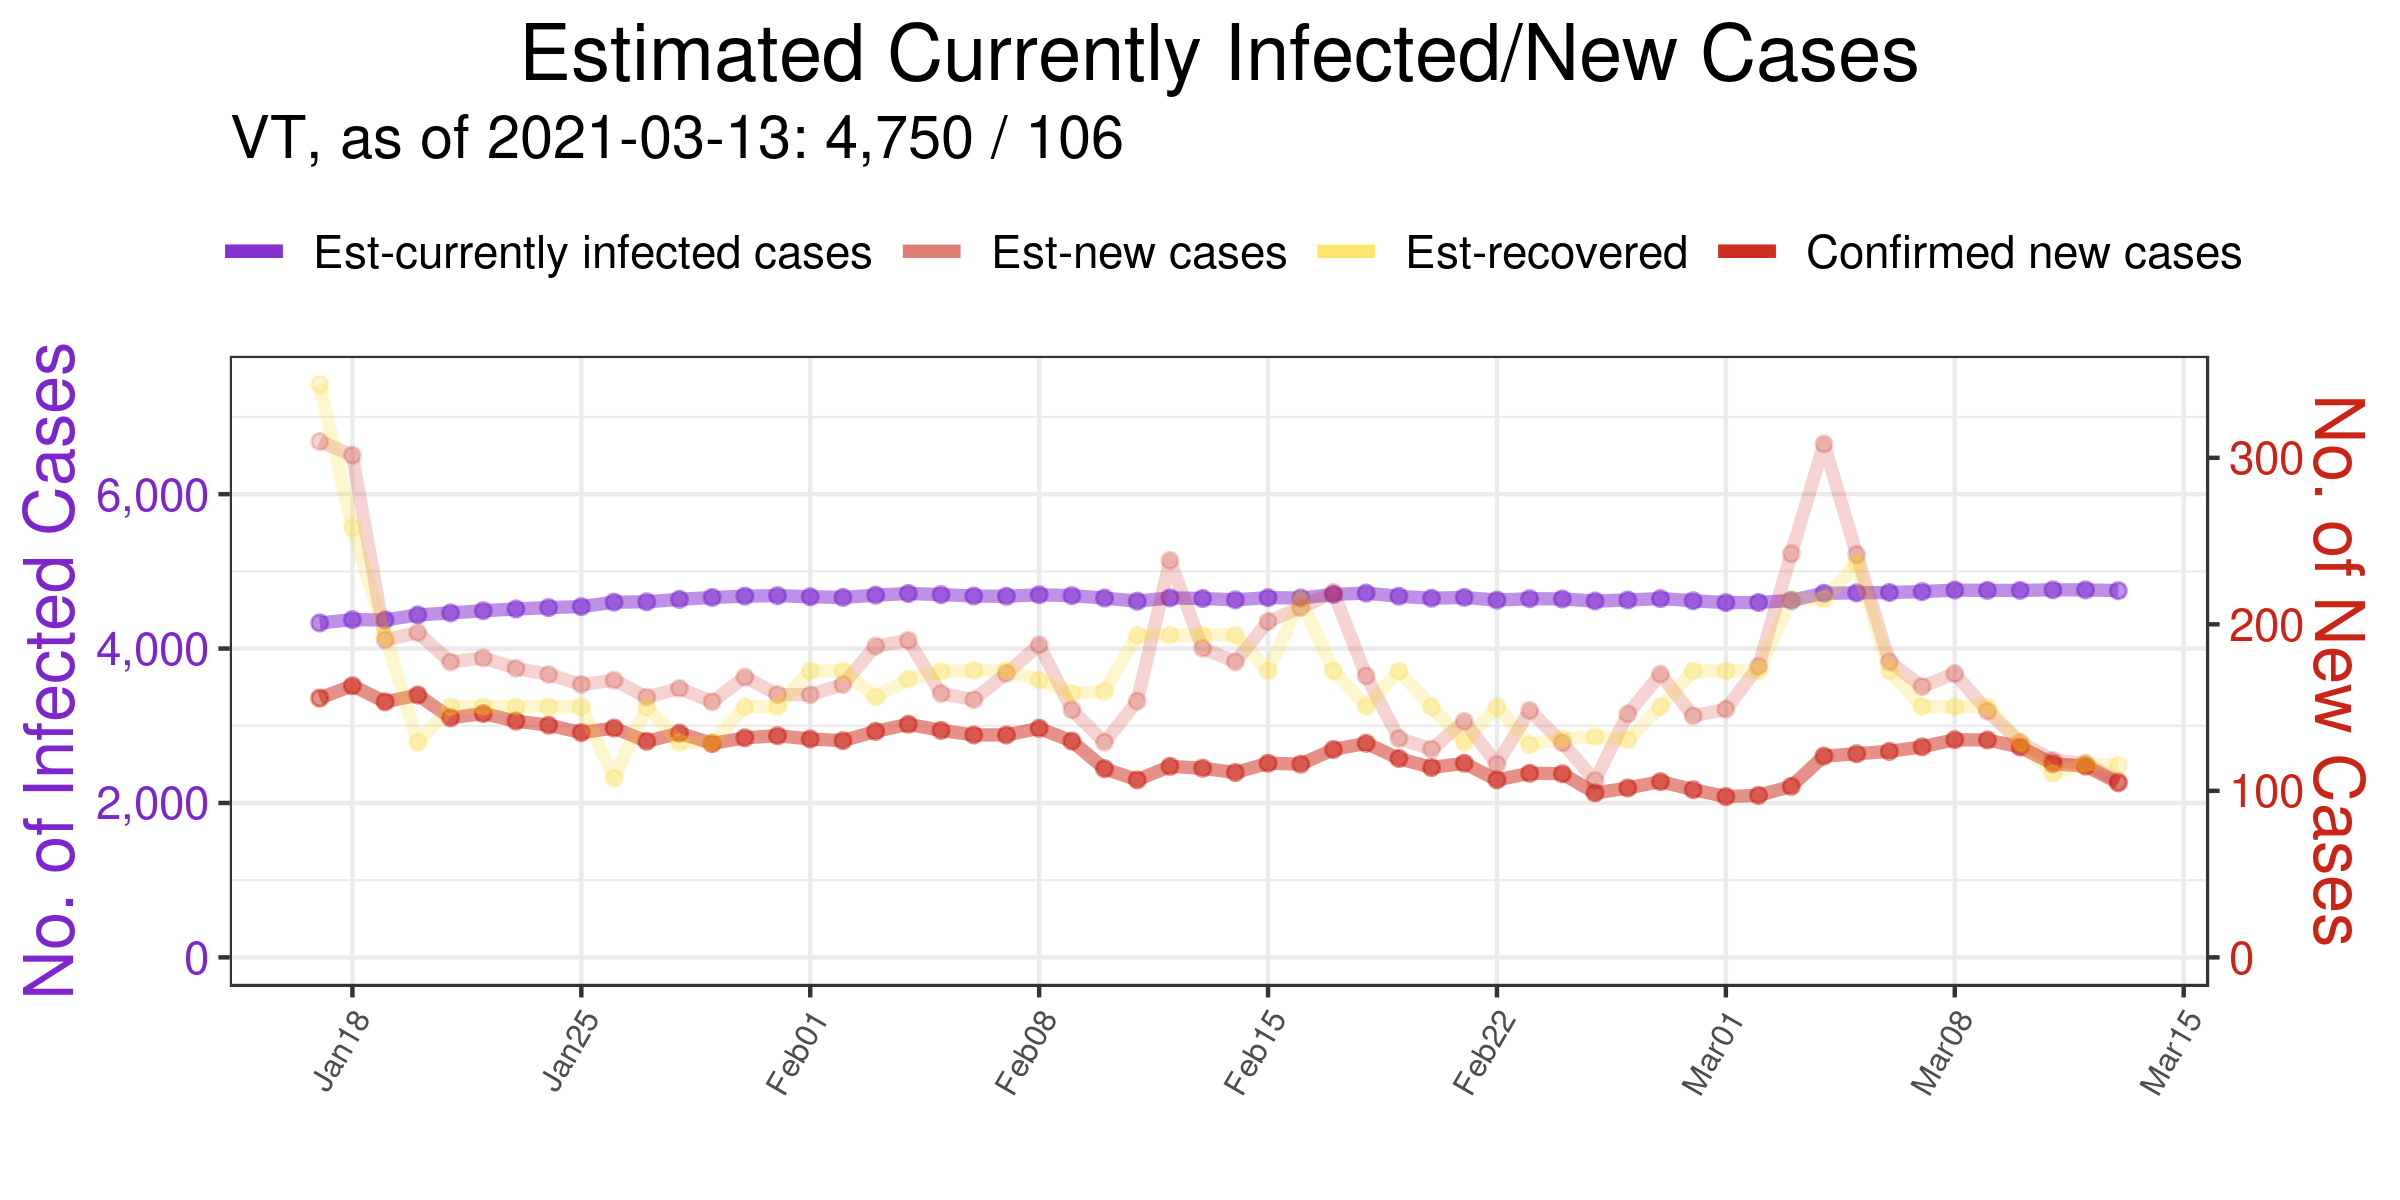 Estimated Currently Infected/New Cases
VT, as of 2021-03-13: 4,750 / 106
Est-currently infected cases Est-new cases Est-recovered Confirmed new cases
No. of Infected Cases
6,000
4,000
2,000
0
300
200
100
0
No. of New Cases
Jan18 Jan25 Feb01 Feb08 Feb15 Feb22 Mar01 Mar08 Mar15